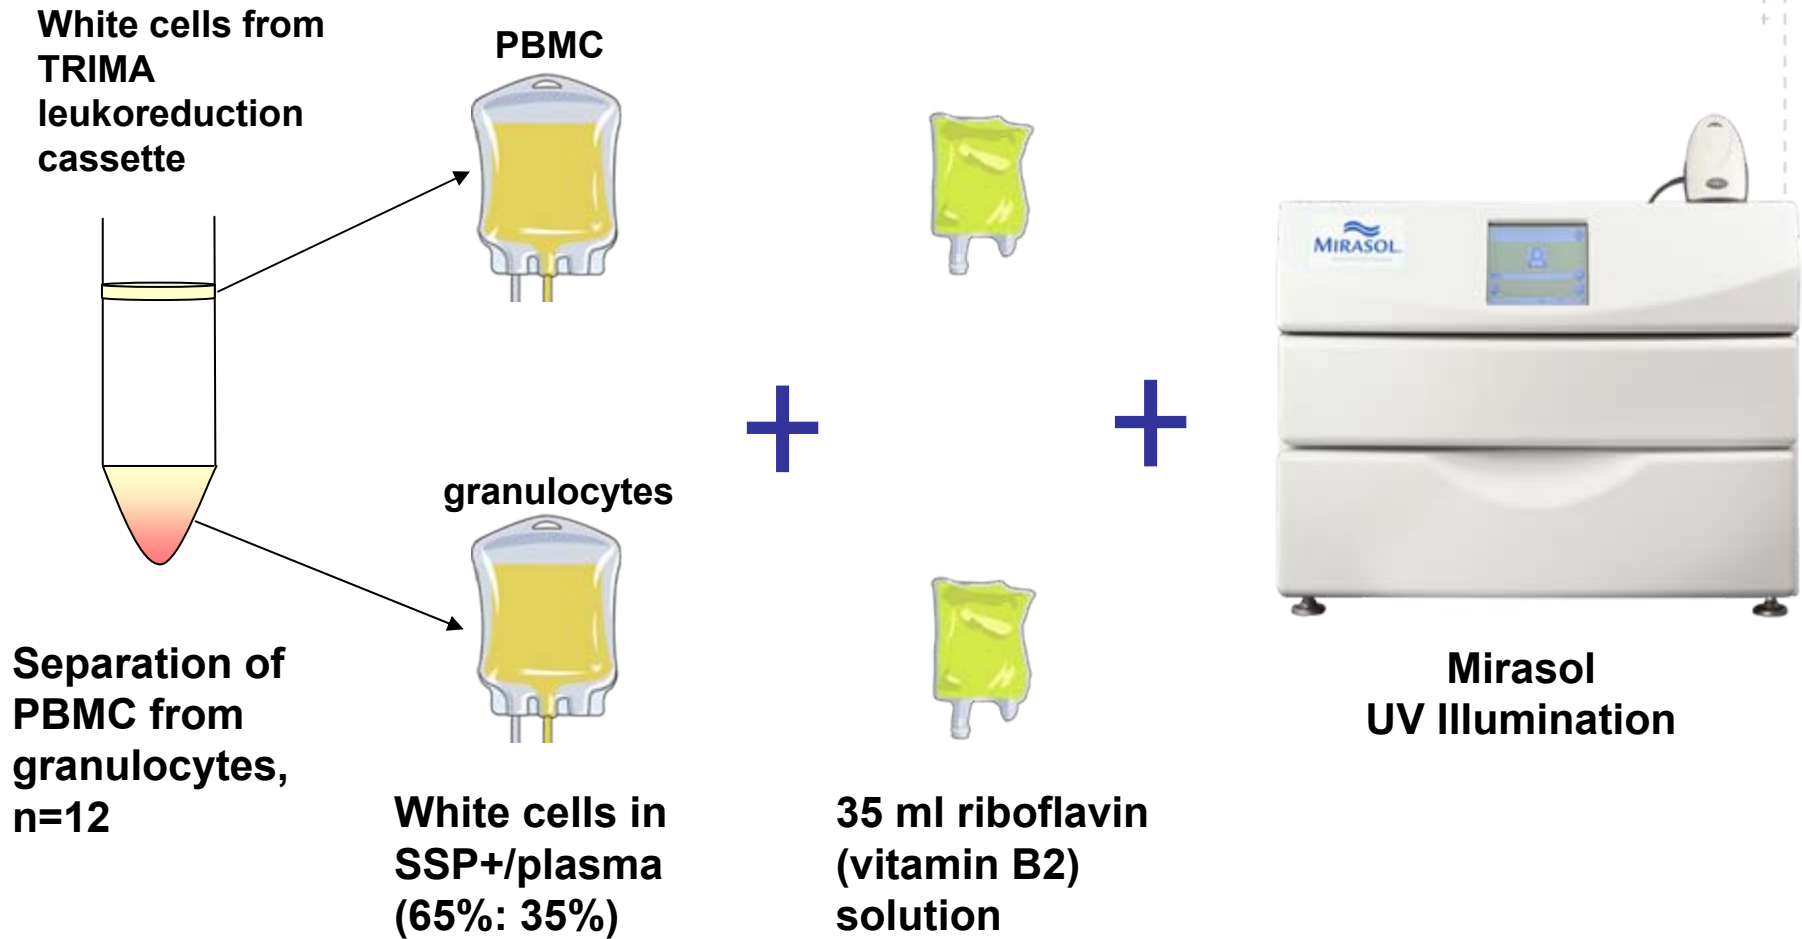 White cells from
TRIMA
leukoreduction
cassette
PBMC
MIRASOL
granulocytes
Separation of
PBMC from
granulocytes,
n=12
White cells in
SSP+/plasma
(65%: 35%)
35 ml riboflavin
(vitamin B2)
solution
Mirasol
UV Illumination